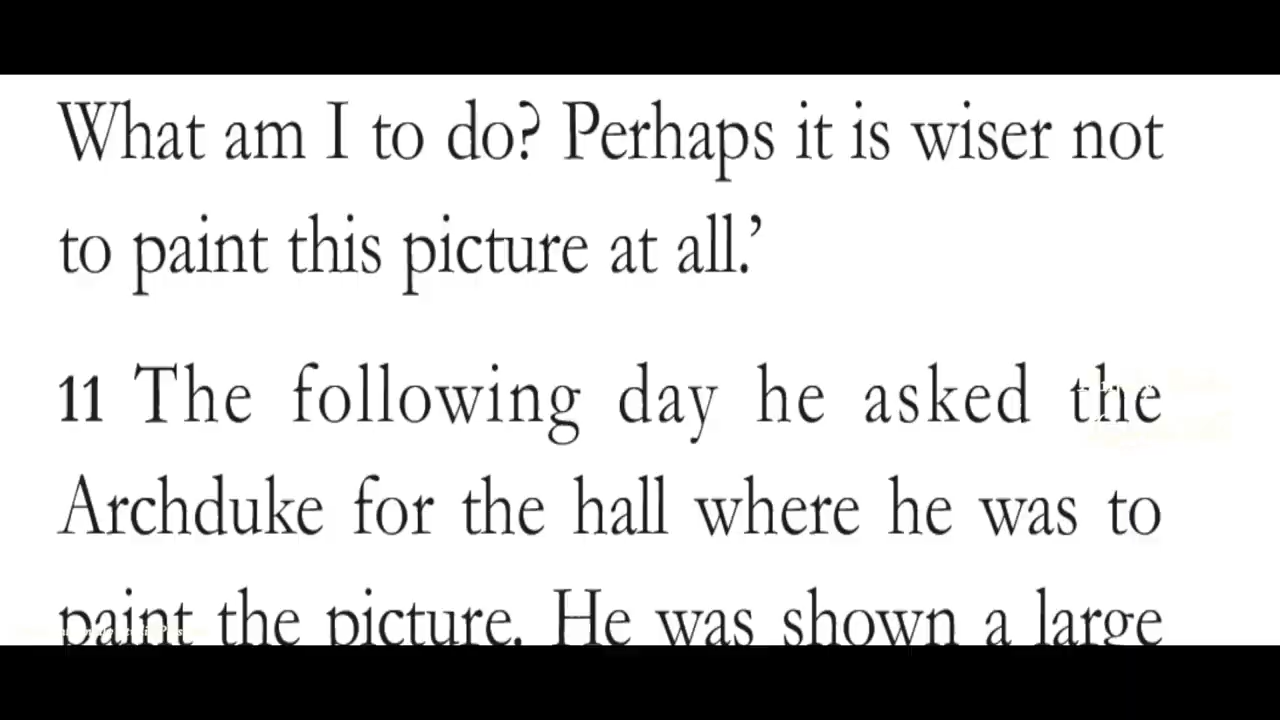 What am I to do? Perhaps it is wiser not
to paint this picture at all.’
11 The following day he asked the
Archduke for the hall where he was to
paint the picture. He was shown a large